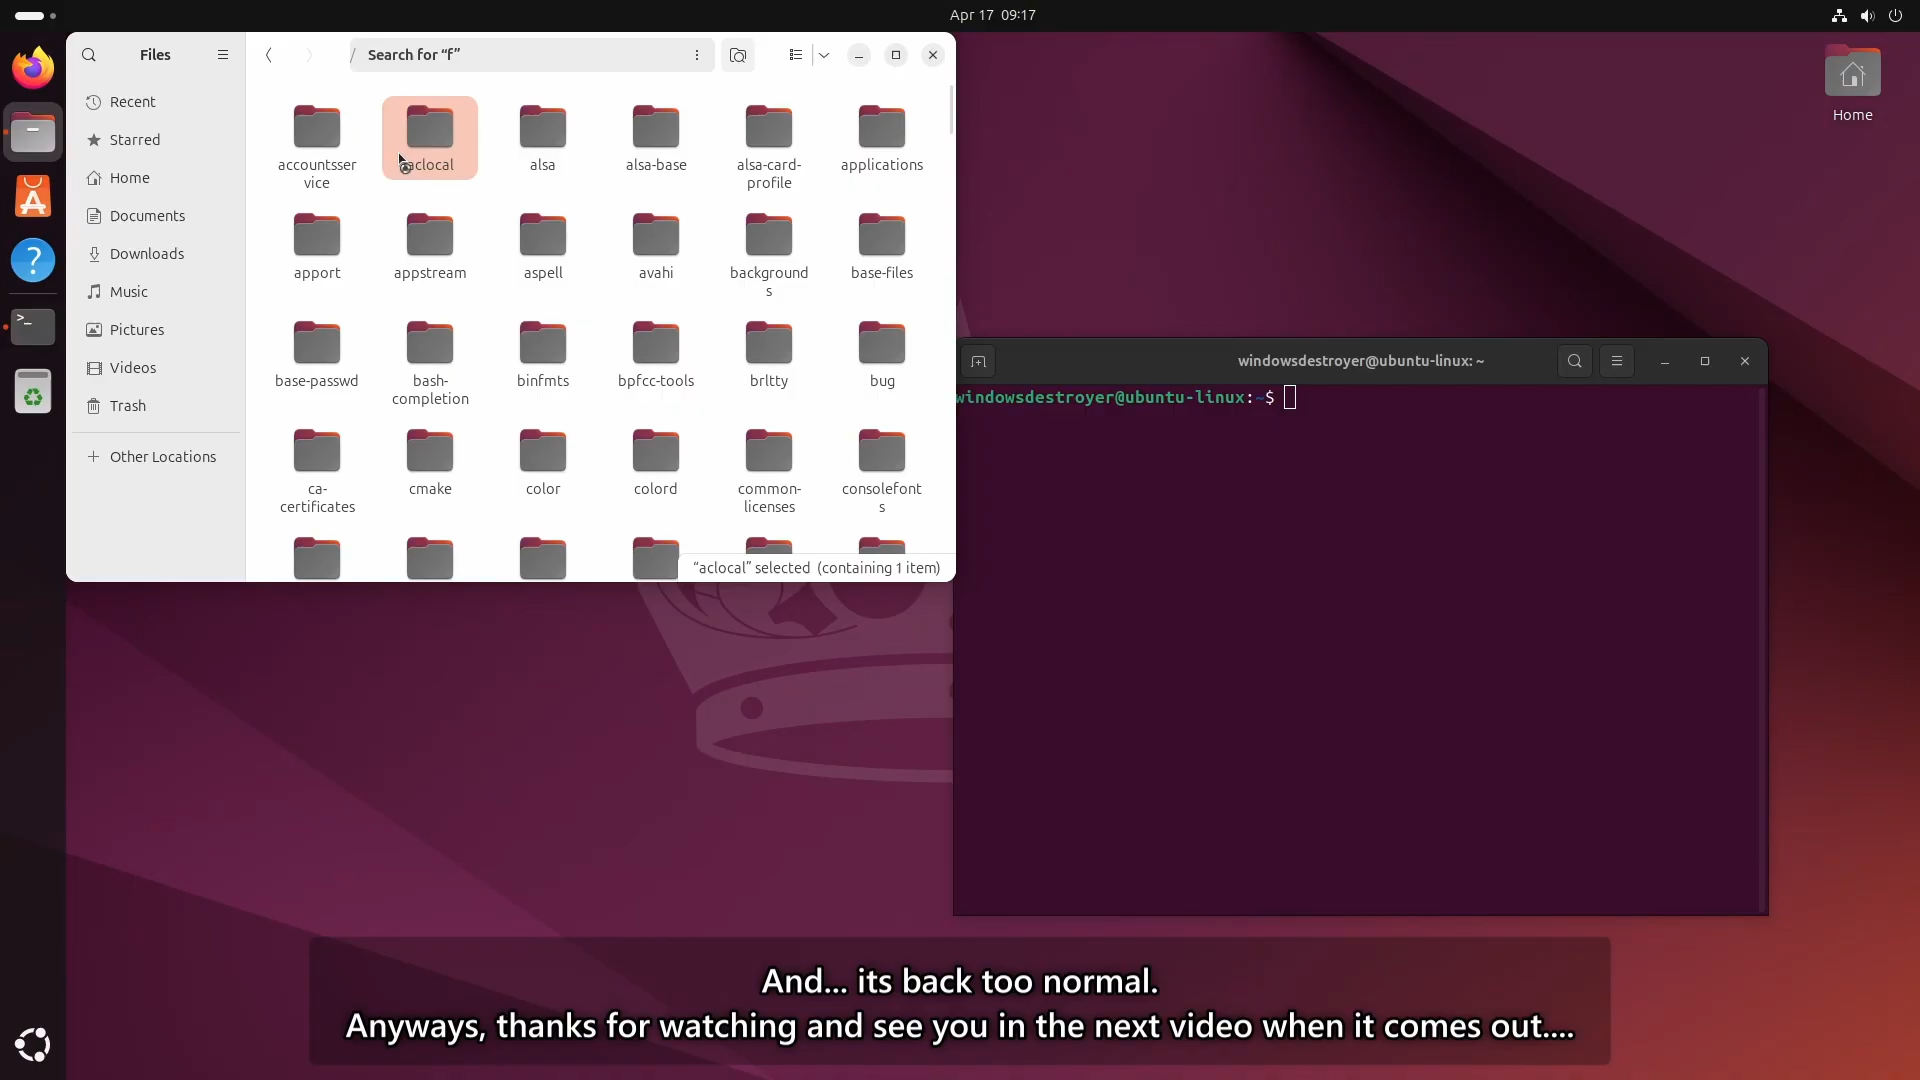 Apr 17 09:17
Files
/ Search for “f”
Recent
Starred
Home
Documents
Downloads
Music
Pictures
Videos
Trash
+ Other Locations
accountsser
vice
aclocal
alsa
alsa-base
alsa-card-
profile
applications
apport
appstream
aspell
avahi
background
s
base-files
base-passwd
bash-
completion
binfmts
bpfcc-tools
brltty
bug
ca-
certificates
cmake
color
colord
common-
licenses
consolefont
s
“aclocal” selected (containing 1 item)
Home
windowsdestroyer@ubuntu-linux: ~
windowsdestroyer@ubuntu-linux:~$
And... its back too normal.
Anyways, thanks for watching and see you in the next video when it comes out....